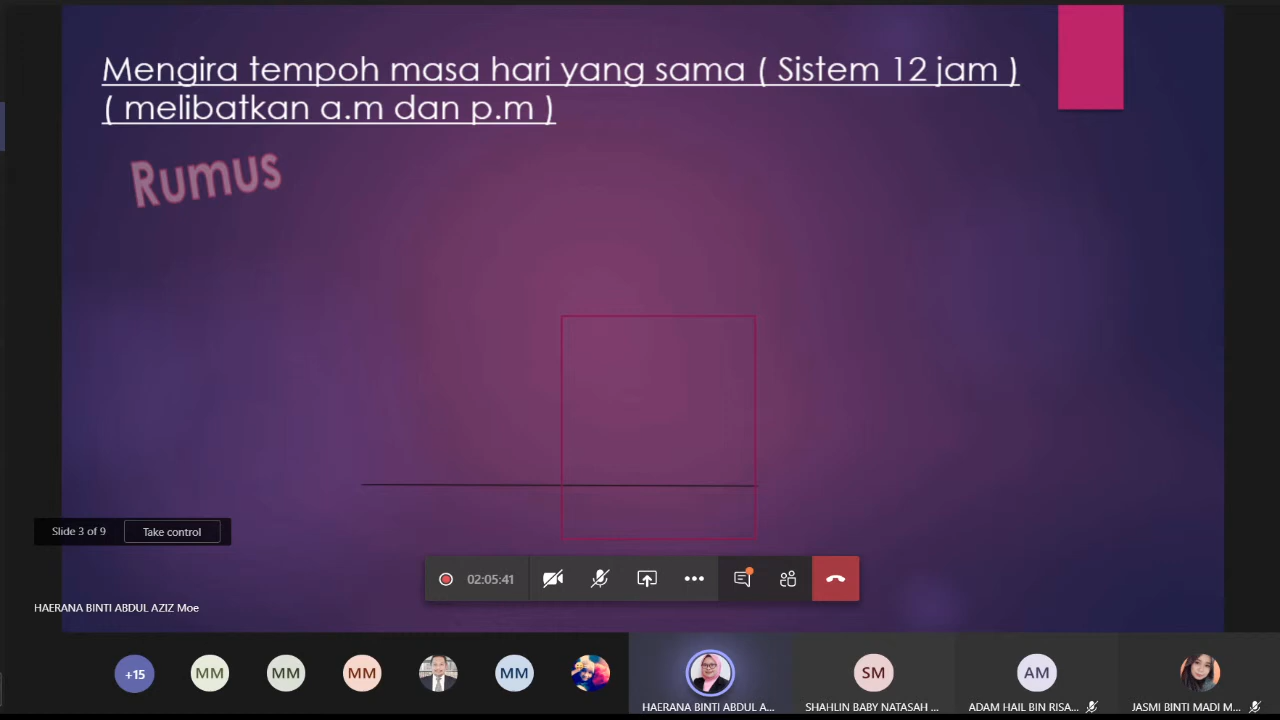 Mengira tempoh masa hari yang sama ( Sistem 12 jam )
( melibatkan a.m dan p.m )
Rumus
Slide 3 of 9
Take control
02:05:41
HAERANA BINTI ABDUL AZIZ Moe
+15
MM
MM
MM
MM
SM
AM
HAERANA BINTI ABDUL A...
SHAHLIN BABY NATASAH ...
ADAM HAIL BIN RISA...
JASMI BINTI MADI M...